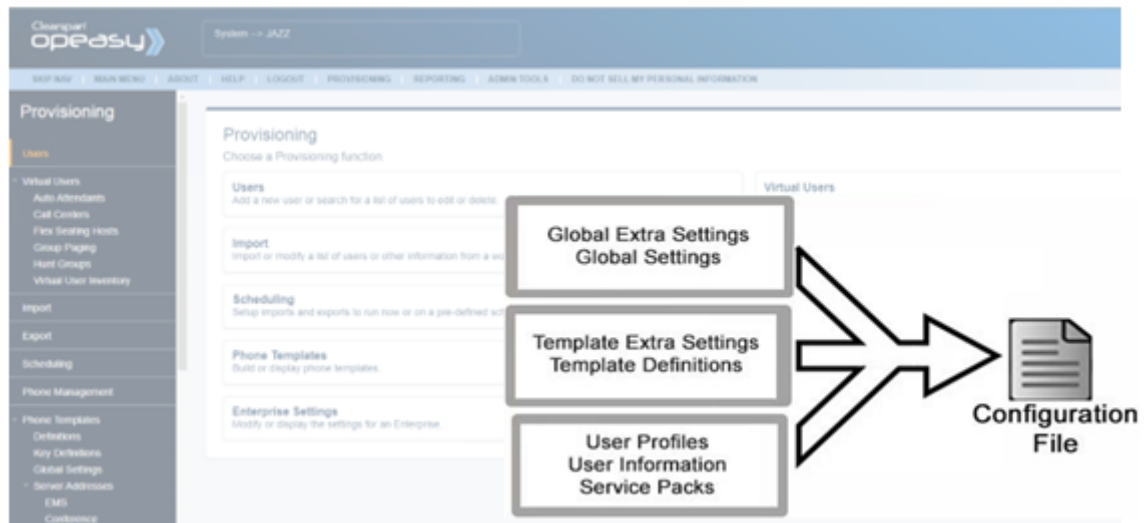 Clearspan
opeasy
System --> JAZZ
SKIP NAV | MAIN MENU | ABOUT | HELP | LOGOUT | PROVISIONING | REPORTING | ADMIN TOOLS | DO NOT SELL MY PERSONAL INFORMATION
Provisioning
Users
Virtual Users
Auto Attendants
Call Centers
Flex Seating Hosts
Group Paging
Hunt Groups
Virtual User Inventory
Import
Export
Scheduling
Phone Management
Phone Templates
Definitions
Key Definitions
Global Settings
Server Addresses
EMS
Conference
Provisioning
Choose a Provisioning function.
Users
Add a new user or search for a list of users to edit or delete.
Virtual Users
Import
Import or modify a list of users or other information from a
Scheduling
Setup imports and exports to run now or on a pre-defined
Phone Templates
Build or display phone templates.
Enterprise Settings
Modify or display the settings for an Enterprise.
Global Extra Settings
Global Settings
Template Extra Settings
Template Definitions
User Profiles
User Information
Service Packs
Configuration
File